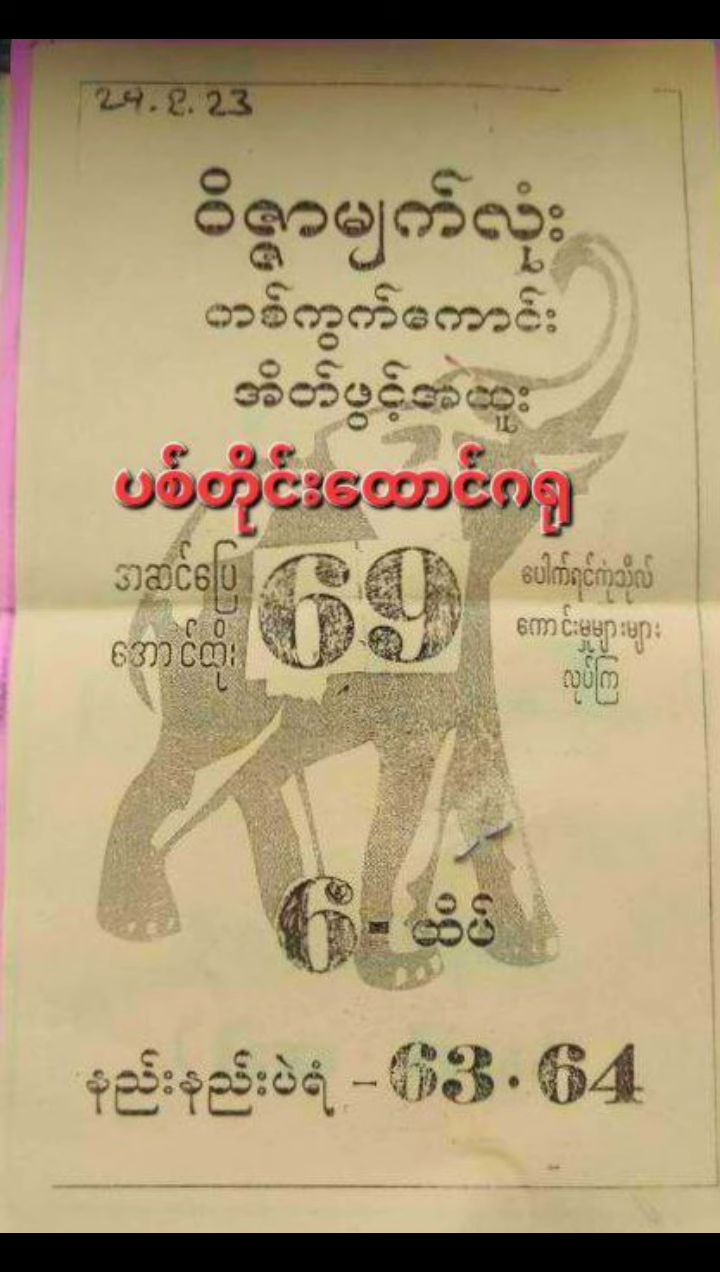 29.8.23
ဝိဇ္ဇာမျက်လုံး
တစ်ကွက်ကောင်း
အိတ်ဖွင့်အထူး
ပစ်တိုင်းထောင်ဂရု
အဆင်ပြေ
အောင်ထိုး
69
ပေါက်ရင်ကုံသိုလ်
ကောင်းမှုများများ
လုပ်ကြ
6 - ထိပ်
နည်းနည်းပဲရံ - 63 · 64